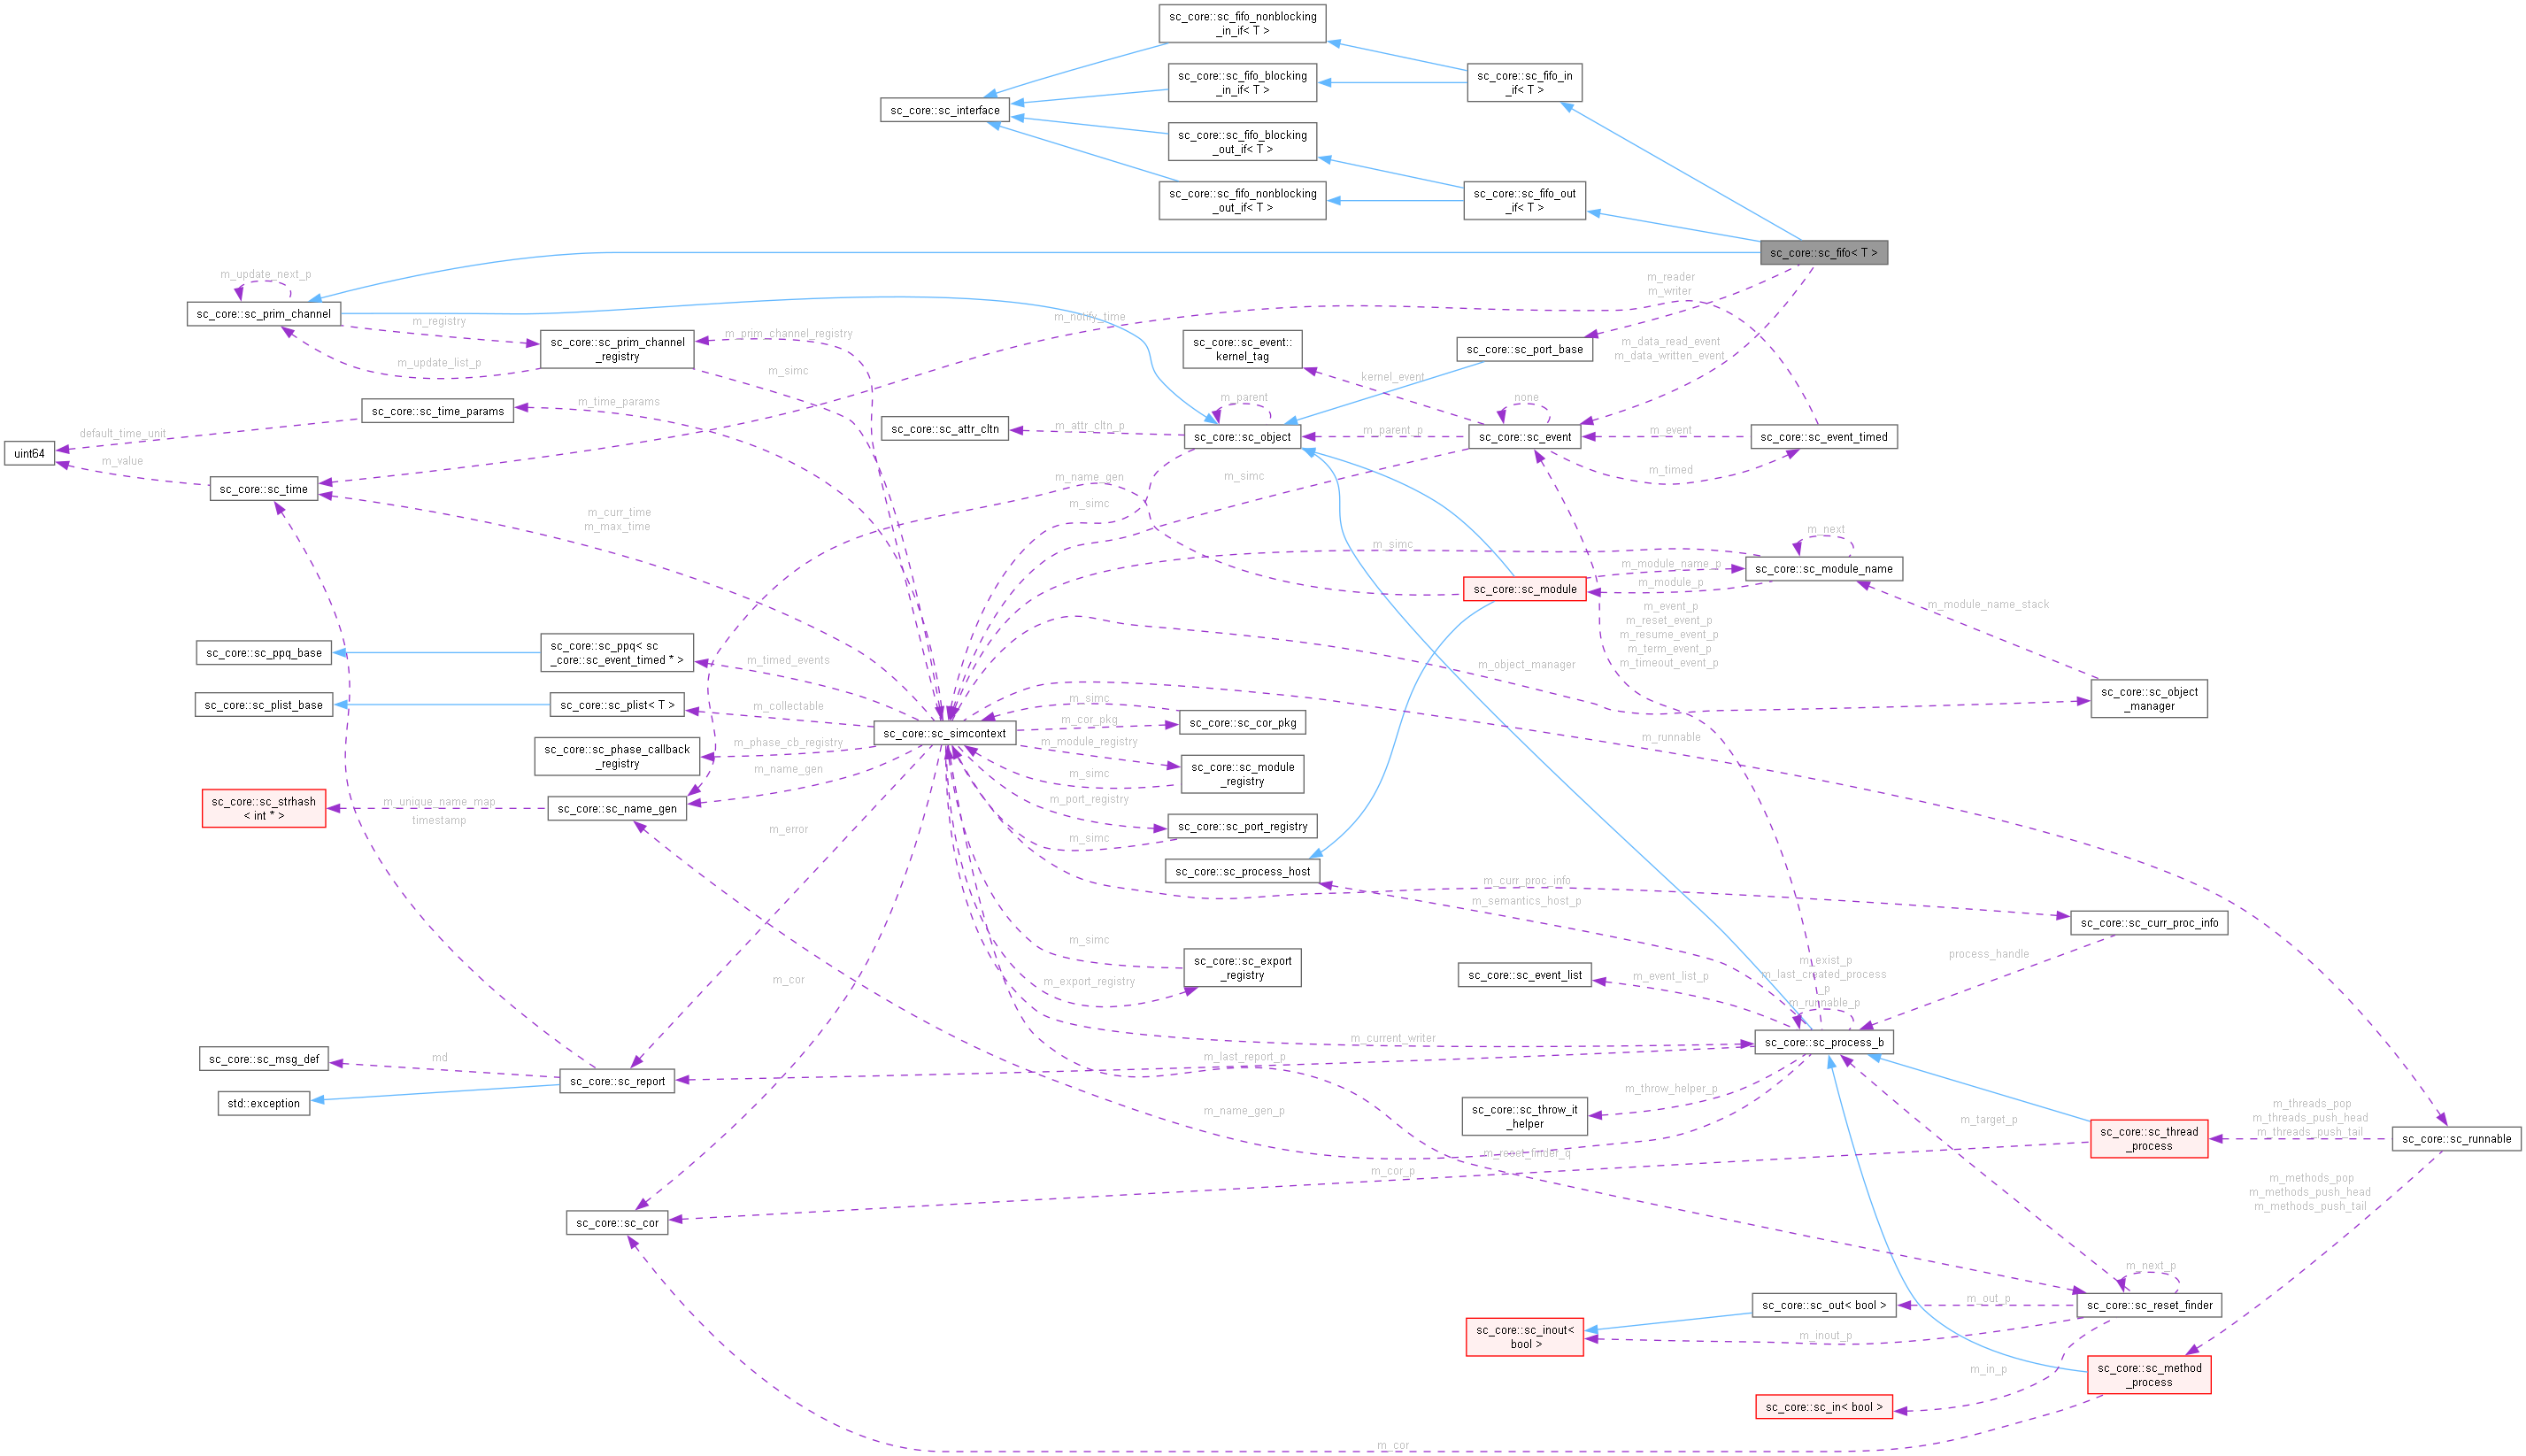 sc_core::sc_fifo_nonblocking
_in_if< T >
sc_core::sc_fifo_blocking
_in_if< T >
sc_core::sc_fifo_in
_if< T >
sc_core::sc_interface
sc_core::sc_fifo_blocking
_out_if< T >
sc_core::sc_fifo_nonblocking
_out_if< T >
sc_core::sc_fifo_out
_if< T >
sc_core::sc_fifo< T >
m_update_next_p
m_reader
m_writer
sc_core::sc_prim_channel
m_registry
m_notify_time
m_prim_channel_registry
sc_core::sc_prim_channel
_registry
sc_core::sc_event::
kernel_tag
sc_core::sc_port_base
m_data_read_event
m_data_written_event
m_update_list_p
m_simc
kernel_event
m_time_params
m_parent
none
sc_core::sc_time_params
sc_core::sc_attr_cltn
m_attr_cltn_p
sc_core::sc_object
m_parent_p
sc_core::sc_event
m_event
sc_core::sc_event_timed
default_time_unit
uint64
m_value
m_timed
sc_core::sc_time
m_name_gen
m_simc
m_simc
m_curr_time
m_max_time
m_next
m_simc
m_module_name_p
sc_core::sc_module_name
sc_core::sc_module
m_module_p
m_module_name_stack
m_event_p
m_reset_event_p
m_resume_event_p
m_term_event_p
m_timeout_event_p
sc_core::sc_ppq_base
sc_core::sc_ppq< sc
_core::sc_event_timed * >
m_timed_events
m_object_manager
sc_core::sc_object
_manager
sc_core::sc_plist_base
sc_core::sc_plist< T >
m_collectable
m_simc
sc_core::sc_simcontext
m_cor_pkg
sc_core::sc_cor_pkg
m_runnable
sc_core::sc_phase_callback
_registry
m_phase_cb_registry
m_module_registry
m_simc
sc_core::sc_module
_registry
m_name_gen
sc_core::sc_strhash
< int * >
m_unique_name_map
timestamp
sc_core::sc_name_gen
m_port_registry
m_error
m_simc
sc_core::sc_port_registry
sc_core::sc_process_host
m_curr_proc_info
m_semantics_host_p
sc_core::sc_curr_proc_info
m_simc
sc_core::sc_export
_registry
m_export_registry
m_cor
sc_core::sc_event_list
m_event_list_p
process_handle
m_exist_p
m_last_created_process
_p
m_runnable_p
sc_core::sc_process_b
m_current_writer
sc_core::sc_msg_def
md
m_last_report_p
sc_core::sc_report
std::exception
m_throw_helper_p
sc_core::sc_throw_it
_helper
m_name_gen_p
m_target_p
m_threads_pop
m_threads_push_head
m_threads_push_tail
sc_core::sc_thread
_process
sc_core::sc_runnable
m_reset_finder_q
m_cor_p
sc_core::sc_cor
m_methods_pop
m_methods_push_head
m_methods_push_tail
m_next_p
sc_core::sc_out< bool >
m_out_p
sc_core::sc_reset_finder
sc_core::sc_inout<
bool >
m_inout_p
m_in_p
sc_core::sc_method
_process
sc_core::sc_in< bool >
m_cor